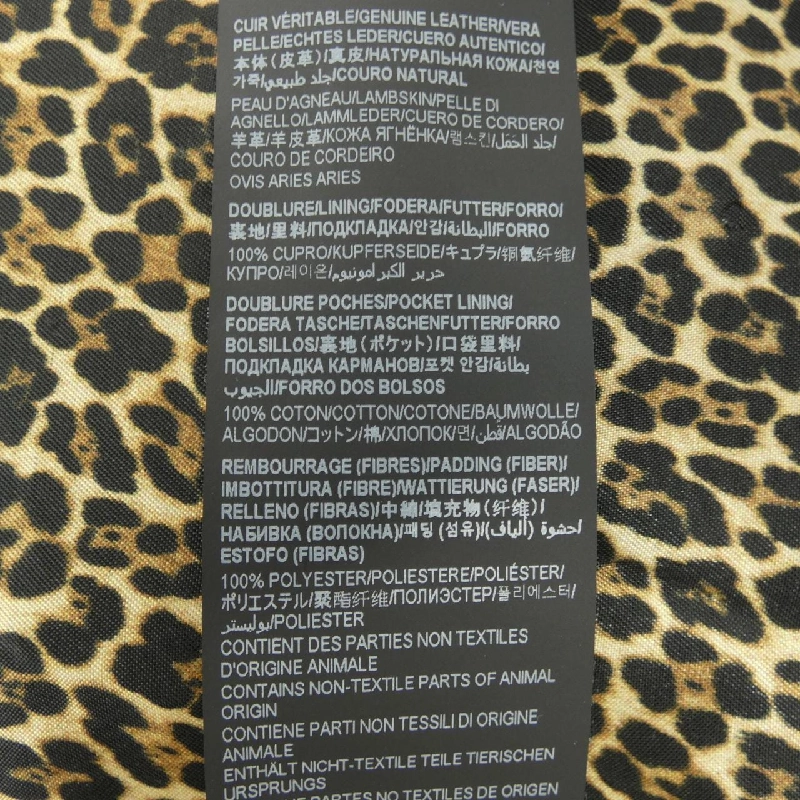 CUIR VÉRITABLE/GENUINE LEATHER/VERA
PELLE/ECHTES LEDER/CUERO AUTENTICO/
本体（皮革）/真皮/НАТУРАЛЬНАЯ КОЖА/천연
가죽/جلد طبيعي/COURO NATURAL
PEAU D'AGNEAU/LAMBSKIN/PELLE DI
AGNELLO/LAMMLEDER/CUERO DE CORDERO/
羊革/羊皮革/КОЖА ЯГНЁНКА/램스킨/جلد الحَمَل/
COURO DE CORDEIRO
OVIS ARIES ARIES
DOUBLURE/LINING/FODERA/FUTTER/FORRO/
裏地/里料/ПОДКЛАДКА/안감/البطانة/FORRO
100% CUPRO/KUPFERSEIDE/キュプラ/铜氨纤维/
КУПРО/레이온/حرير الكبرامونيوم
DOUBLURE POCHES/POCKET LINING/
FODERA TASCHE/TASCHENFUTTER/FORRO
BOLSILLOS/裏地（ポケット）/口袋里料/
ПОДКЛАДКА КАРМАНОВ/포켓 안감/بطانة
الجيوب/FORRO DOS BOLSOS
100% COTON/COTTON/COTONE/BAUMWOLLE/
ALGODON/コットン/棉/ХЛОПОК/면/قطن/ALGODÃO
REMBOURRAGE (FIBRES)/PADDING (FIBER)/
IMBOTTITURA (FIBRE)/WATTIERUNG (FASER)/
RELLENO (FIBRAS)/中綿/填充物（纤维）/
НАБИВКА (ВОЛОКНА)/패딩 (섬유)/حشوة (ألياف)/
ESTOFO (FIBRAS)
100% POLYESTER/POLIESTERE/POLIÉSTER/
ポリエステル/聚酯纤维/ПОЛИЭСТЕР/폴리에스터/
بوليستر/POLIESTER
CONTIENT DES PARTIES NON TEXTILES
D'ORIGINE ANIMALE
CONTAINS NON-TEXTILE PARTS OF ANIMAL
ORIGIN
CONTIENE PARTI NON TESSILI DI ORIGINE
ANIMALE
ENTHÄLT NICHT-TEXTILE TEILE TIERISCHEN
URSPRUNGS
PARTES NO TEXTILES DE ORIGEN